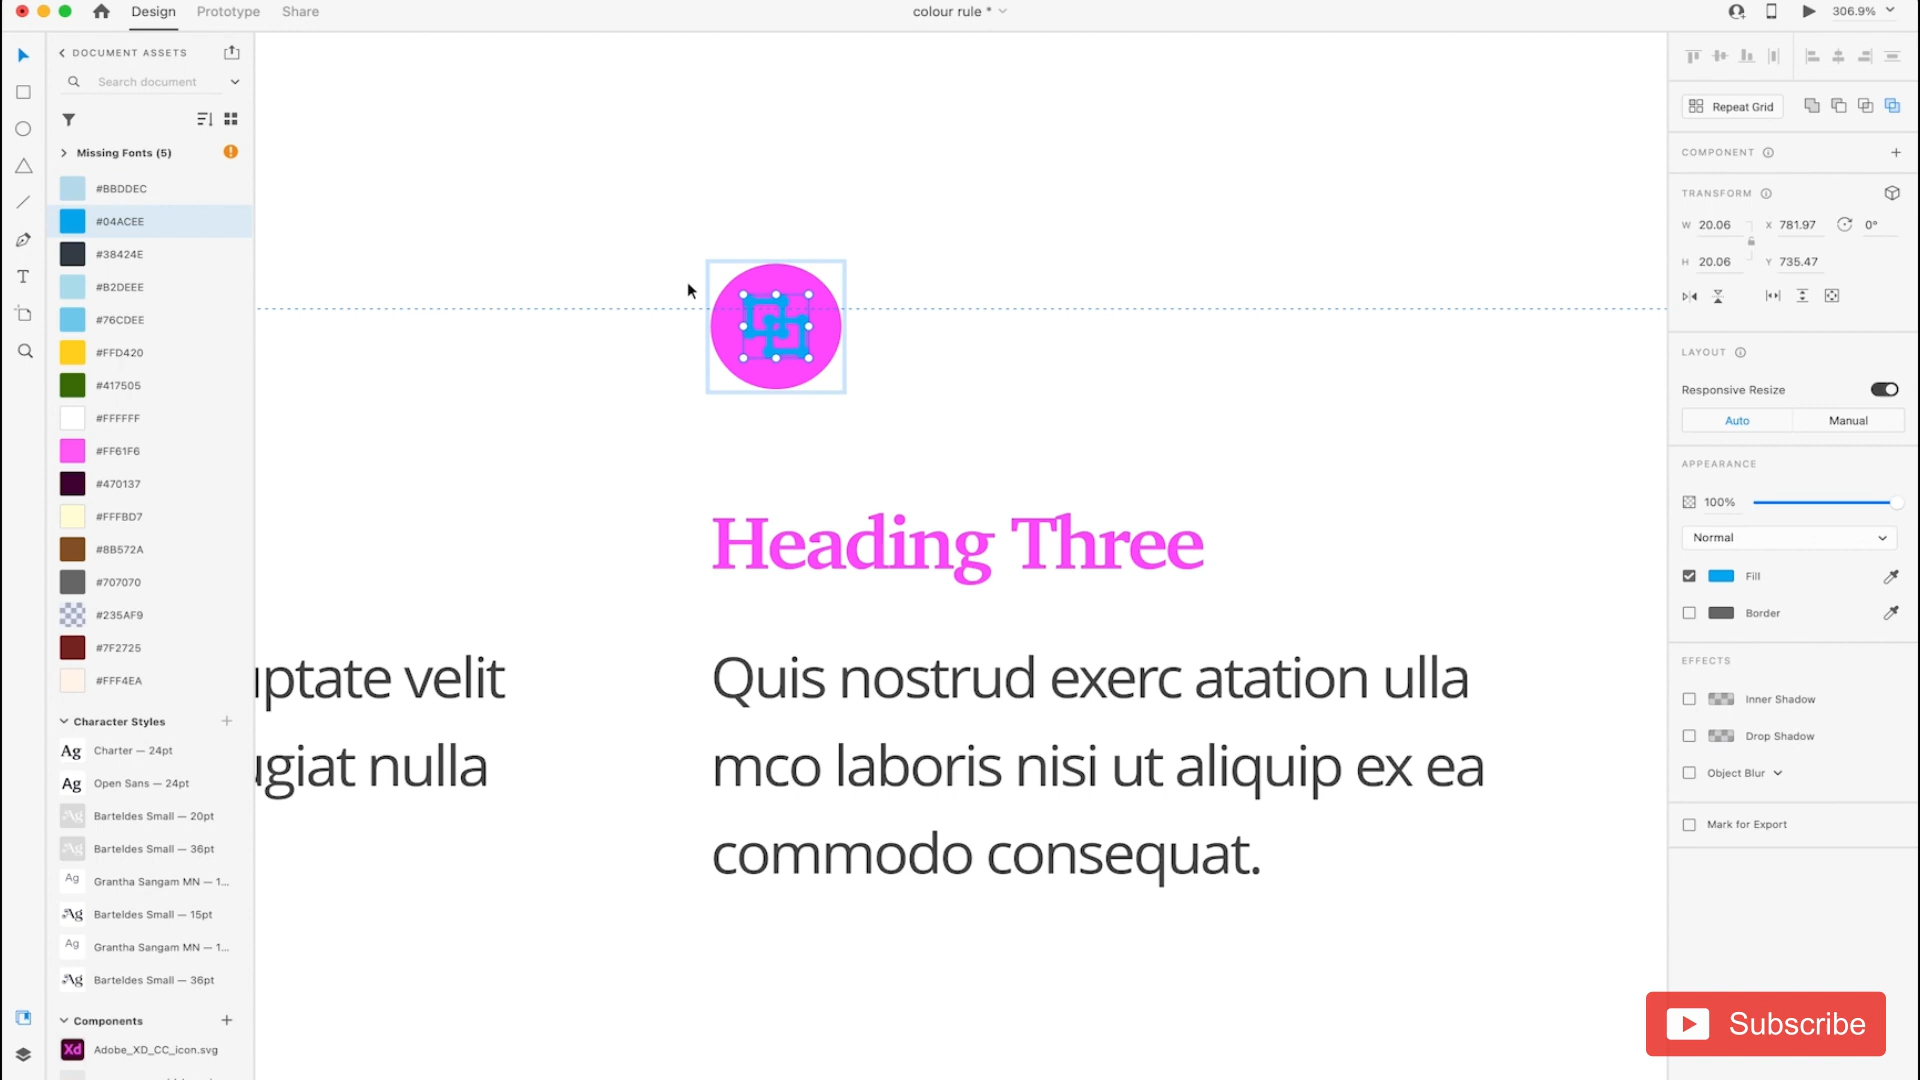 Design
Prototype
Share
colour rule *
306.9%
DOCUMENT ASSETS
Search document
Missing Fonts (5)
#BBDDEC
#04ACEE
#38424E
#B2DEEE
#76CDEE
#FFD420
#417505
#FFFFFF
#FF61F6
#470137
#FFFBD7
#8B572A
#707070
#235AF9
#7F2725
#FFF4EA
Character Styles
Ag Charter — 24pt
Ag Open Sans — 24pt
Ag Barteldes Small — 20pt
Ag Barteldes Small — 36pt
Ag Grantha Sangam MN — 1...
Ag Barteldes Small — 15pt
Ag Grantha Sangam MN — 1...
Ag Barteldes Small — 36pt
Components
Xd Adobe_XD_CC_icon.svg
uptate velit
ugiat nulla
Heading Three
Quis nostrud exerc atation ulla
mco laboris nisi ut aliquip ex ea
commodo consequat.
Repeat Grid
COMPONENT
TRANSFORM
W 20.06 X 781.97 0°
H 20.06 Y 735.47
LAYOUT
Responsive Resize
Auto Manual
APPEARANCE
100%
Normal
Fill
Border
EFFECTS
Inner Shadow
Drop Shadow
Object Blur
Mark for Export
Subscribe